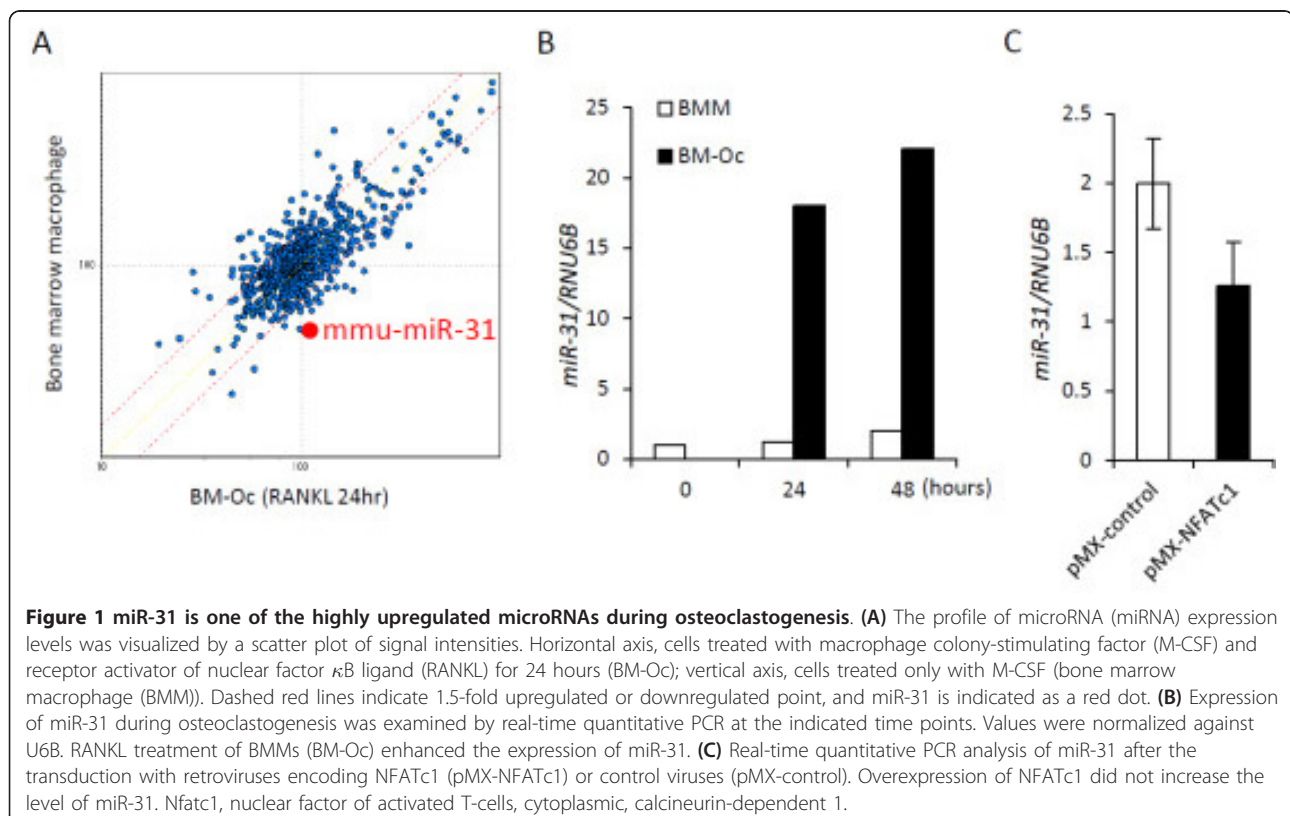 A
Bone marrow macrophage
100
mmu-miR-31
100
BM-Oc (RANKL 24hr)
B
miR-31/RNU6B
25
20
15
10
5
0
BMM
BM-Oc
0
24
48 (hours)
C
miR-31/RNU6B
2.5
2
1.5
1
0.5
0
pMX-control
pMX-NFATc1
Figure 1 miR-31 is one of the highly upregulated microRNAs during osteoclastogenesis. (A) The profile of microRNA (miRNA) expression
levels was visualized by a scatter plot of signal intensities. Horizontal axis, cells treated with macrophage colony-stimulating factor (M-CSF) and
receptor activator of nuclear factor κB ligand (RANKL) for 24 hours (BM-Oc); vertical axis, cells treated only with M-CSF (bone marrow
macrophage (BMM)). Dashed red lines indicate 1.5-fold upregulated or downregulated point, and miR-31 is indicated as a red dot. (B) Expression
of miR-31 during osteoclastogenesis was examined by real-time quantitative PCR at the indicated time points. Values were normalized against
U6B. RANKL treatment of BMMs (BM-Oc) enhanced the expression of miR-31. (C) Real-time quantitative PCR analysis of miR-31 after the
transduction with retroviruses encoding NFATc1 (pMX-NFATc1) or control viruses (pMX-control). Overexpression of NFATc1 did not increase the
level of miR-31. Nfatc1, nuclear factor of activated T-cells, cytoplasmic, calcineurin-dependent 1.